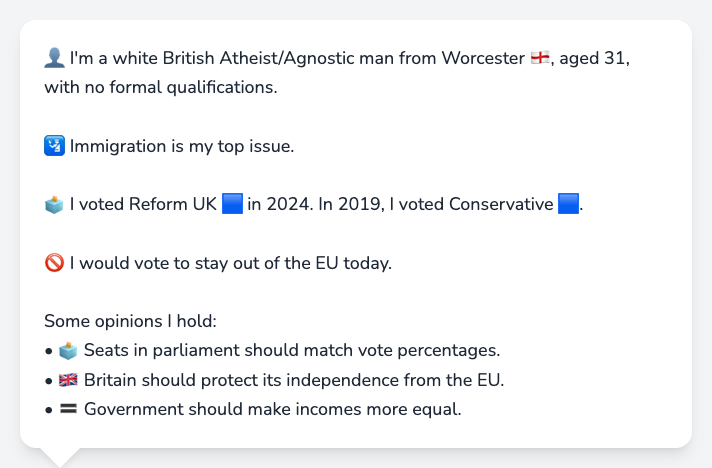 👤 I'm a white British Atheist/Agnostic man from Worcester 🏴󠁧󠁢󠁥󠁮󠁧󠁿, aged 31,
with no formal qualifications.
🛂 Immigration is my top issue.
🗳️ I voted Reform UK 🟦 in 2024. In 2019, I voted Conservative 🟦.
🚫 I would vote to stay out of the EU today.
Some opinions I hold:
• 🗳️ Seats in parliament should match vote percentages.
• 🇬🇧 Britain should protect its independence from the EU.
• 🟰 Government should make incomes more equal.